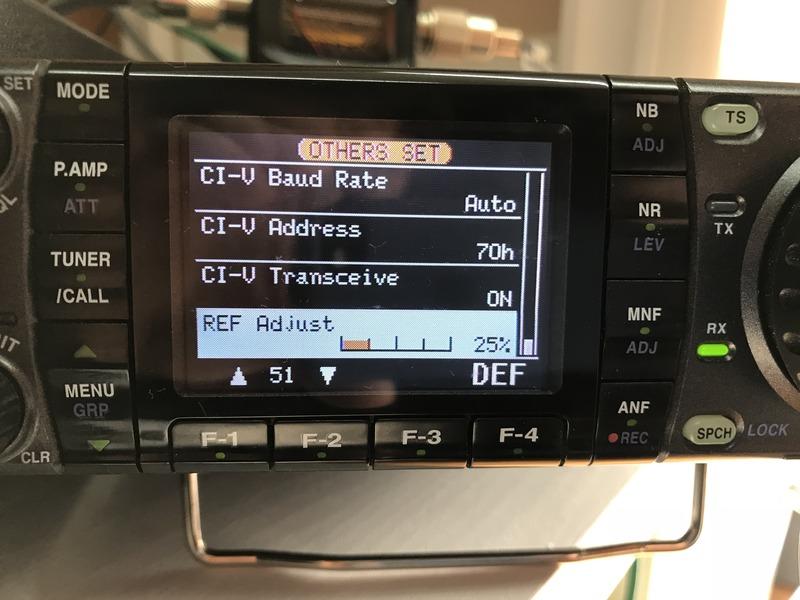 SET
MODE
P.AMP
ATT
TUNER
/CALL
MENU
GRP
CLR
OTHERS SET
CI-V Baud Rate
Auto
CI-V Address
70h
CI-V Transceive
ON
REF Adjust
25%
51
DEF
F-1 F-2 F-3 F-4
NB
ADJ
NR
LEV
MNF
ADJ
ANF
REC
TS
TX
RX
SPCH LOCK